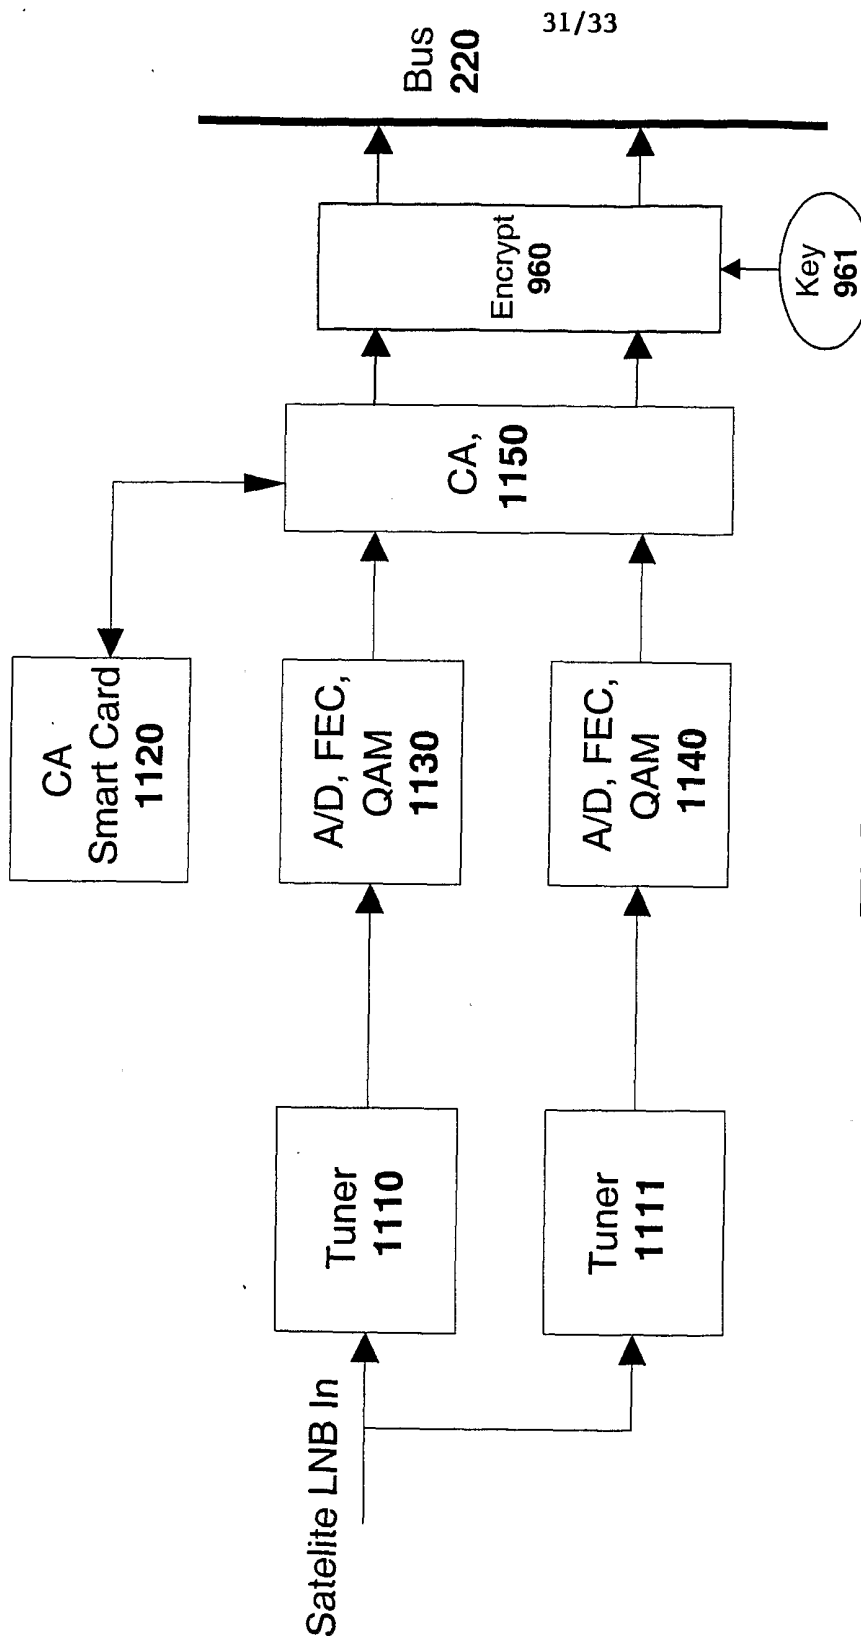 31/33
Satelite LNB In
Tuner
1110
Tuner
1111
CA
Smart Card
1120
A/D, FEC,
QAM
1130
A/D, FEC,
QAM
1140
CA,
1150
Encrypt
960
Key
961
Bus
220